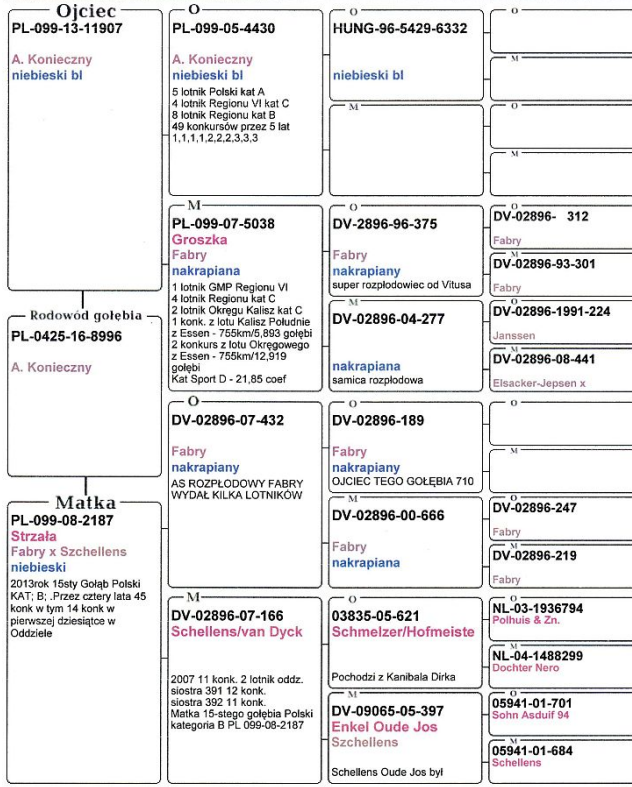 Ojciec
PL-099-13-11907
A. Konieczny
niebieski bl
Rodowód gołębia
PL-0425-16-8996
A. Konieczny
Matka
PL-099-08-2187
Strzała
Fabry x Szchellens
niebieski
2013rok 15sty Gołąb Polski
KAT; B; .Przez cztery lata 45
konk w tym 14 konk w
pierwszej dziesiątce w
Oddziele
O
PL-099-05-4430
A. Konieczny
niebieski bl
5 lotnik Polski kat A
4 lotnik Regionu VI kat C
8 lotnik Regionu kat B
49 konkursów przez 5 lat
1,1,1,1,2,2,2,3,3,3
M
PL-099-07-5038
Groszka
Fabry
nakrapiana
1 lotnik GMP Regionu VI
4 lotnik Regionu kat C
2 lotnik Okręgu Kalisz kat C
1 konk. z lotu Kalisz Południe
z Essen - 755km/5,893 gołębi
2 konkurs z lotu Okręgowego
z Essen - 755km/12,919
gołębi
Kat Sport D - 21,85 coef
O
DV-02896-07-432
Fabry
nakrapiany
AS ROZPŁODOWY FABRY
WYDAŁ KILKA LOTNIKÓW
M
DV-02896-07-166
Schellens/van Dyck
2007 11 konk. 2 lotnik oddz.
siostra 391 12 konk.
siostra 392 11 konk.
Matka 15-stego gołębia Polski
kategoria B PL 099-08-2187
O
HUNG-96-5429-6332
niebieski bl
M
O
DV-2896-96-375
Fabry
nakrapiany
super rozpłodowiec od Vitusa
M
DV-02896-04-277
nakrapiana
samica rozpłodowa
O
DV-02896-189
Fabry
nakrapiany
OJCIEC TEGO GOŁĘBIA 710
M
DV-02896-00-666
Fabry
nakrapiana
O
03835-05-621
Schmelzer/Hofmeiste
Pochodzi z Kanibala Dirka
M
DV-09065-05-397
Enkel Oude Jos
Szchellens
Schellens Oude Jos był
O
M
O
M
O
DV-02896- 312
Fabry
M
DV-02896-93-301
Fabry
O
DV-02896-1991-224
Janssen
M
DV-02896-08-441
Elsacker-Jepsen x
O
M
O
DV-02896-247
Fabry
M
DV-02896-219
Fabry
O
NL-03-1936794
Polhuis & Zn.
M
NL-04-1488299
Dochter Nero
O
05941-01-701
Sohn Asduif 94
M
05941-01-684
Schellens